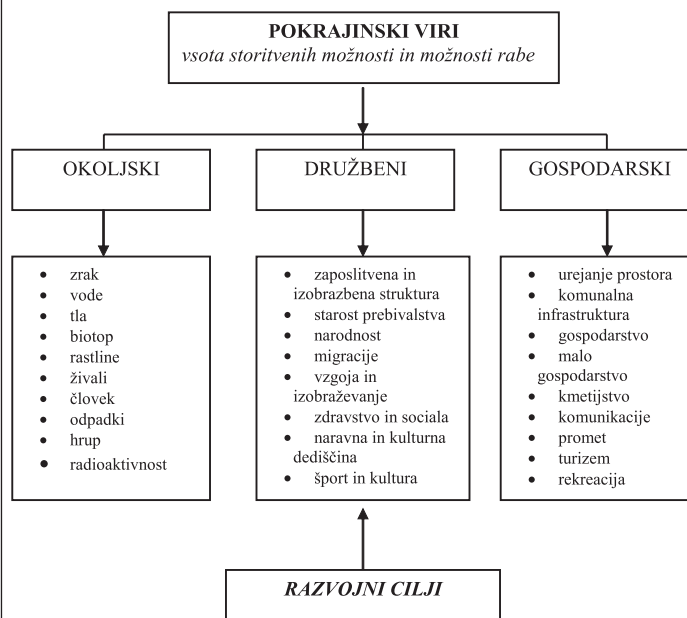 POKRAJINSKI VIRI
vsota storitvenih možnosti in možnosti rabe
OKOLJSKI
DRUŽBENI
GOSPODARSKI
• zrak
• vode
• tla
• biotop
• rastline
• živali
• človek
• odpadki
• hrup
• radioaktivnost
• zaposlitvena in
izobrazbena struktura
• starost prebivalstva
• narodnost
• migracije
• vzgoja in
izobraževanje
• zdravstvo in sociala
• naravna in kulturna
dediščina
• šport in kultura
• urejanje prostora
• komunalna
infrastruktura
• gospodarstvo
• malo
gospodarstvo
• kmetijstvo
• komunikacije
• promet
• turizem
• rekreacija
RAZVOJNI CILJI